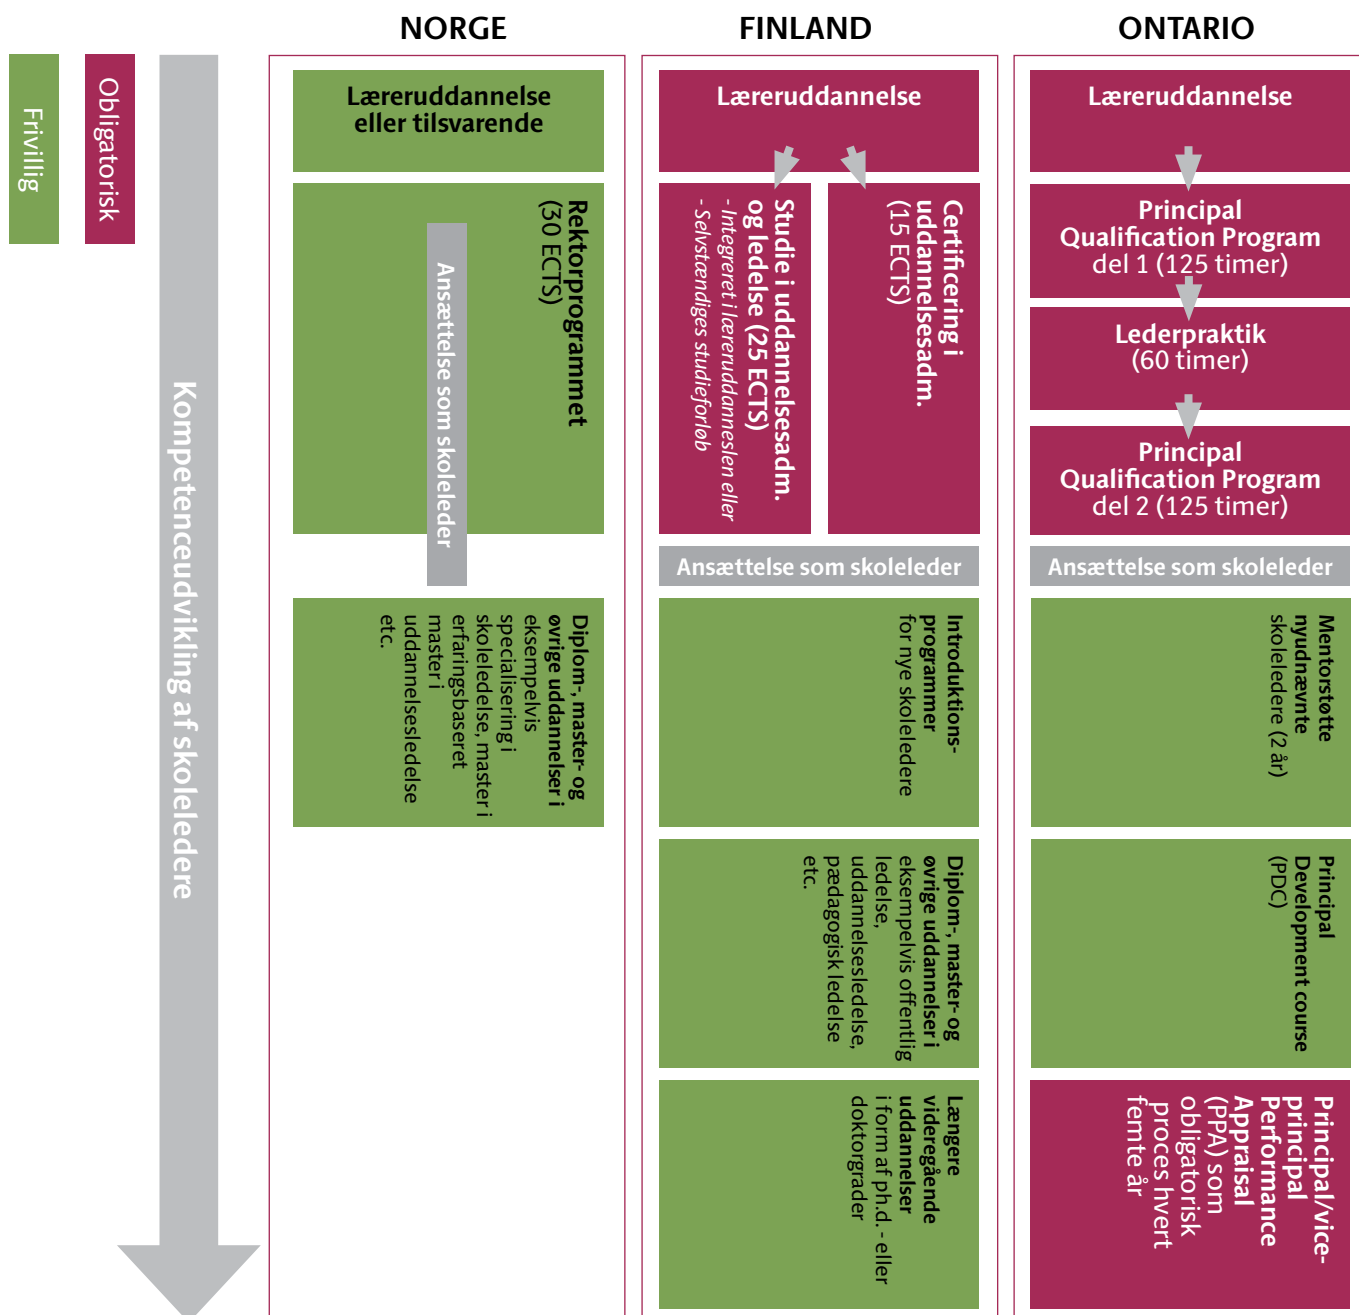 NORGE
FINLAND
ONTARIO
Frivillig
Obligatorisk
Kompetenceudvikling af skoleledere
Læreruddannelse
eller tilsvarende
Rektorprogrammet
(30 ECTS)
Ansættelse som skoleleder
Diplom-, master- og
øvrige uddannelser i
eksempelvis
specialisering i
skoleledelse, master i
erfaringsbaseret
master i
uddannelsesledelse
etc.
Læreruddannelse
Studie i uddannelsesadm.
og ledelse (25 ECTS)
- Integreret i læreruddanneslen eller
- Selvstændiges studieforløb
Certificering i
uddannelsesadm.
(15 ECTS)
Ansættelse som skoleleder
Introduktions-
programmer
for nye skoleledere
Diplom-, master- og
øvrige uddannelser i
eksempelvis offentlig
ledelse,
uddannelsesledelse,
pædagogisk ledelse
etc.
Længere
videregående
uddannelser
i form af ph.d. - eller
doktorgrader
Læreruddannelse
Principal
Qualification Program
del 1 (125 timer)
Lederpraktik
(60 timer)
Principal
Qualification Program
del 2 (125 timer)
Ansættelse som skoleleder
Mentorstøtte
nyudnævnte
skoleledere (2 år)
Principal
Development course
(PDC)
Principal/vice-
principal
Performance
Appraisal
(PPA) som
obligatorisk
proces hvert
femte år